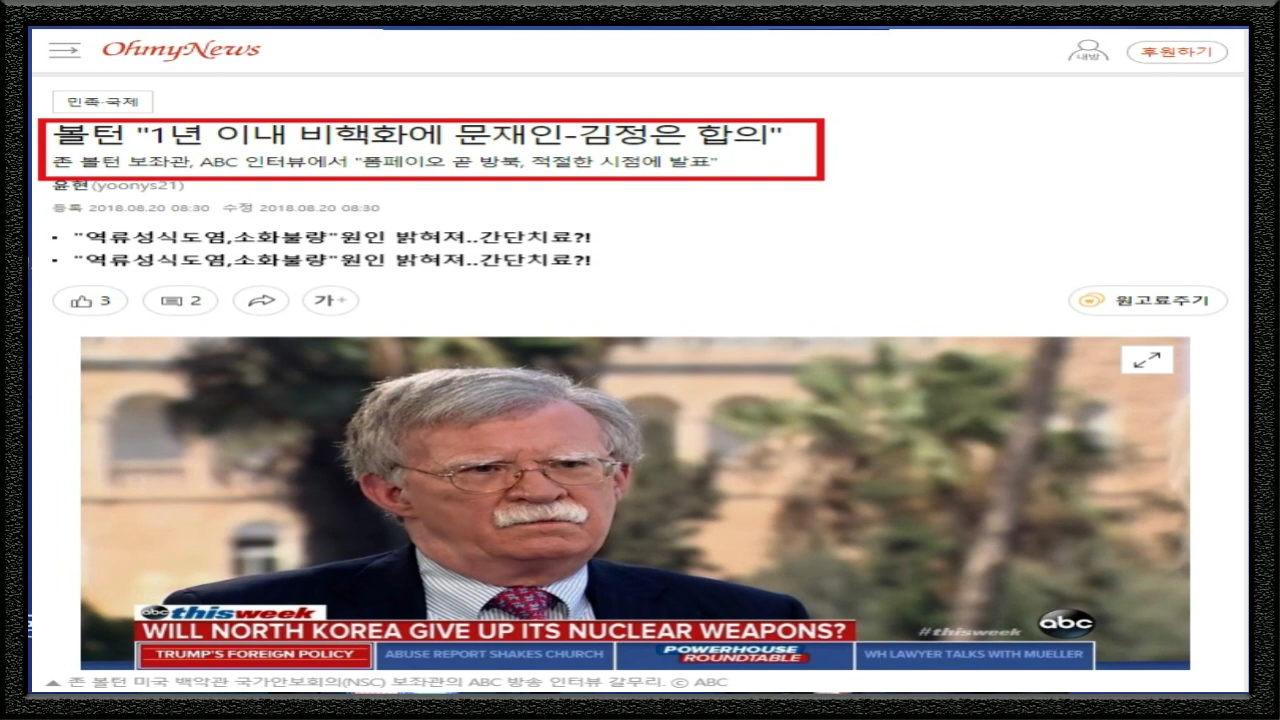 OhmyNews
내방
후원하기
민족·국제
볼턴 "1년 이내 비핵화에 문재인-김정은 합의"
존 볼턴 보좌관, ABC 인터뷰에서 "폼페이오 곧 방북, 적절한 시점에 발표"
윤현(yoonys21)
등록 2018.08.20 08:30 수정 2018.08.20 08:30
"역류성식도염,소화불량"원인 밝혀져..간단치료?!
"역류성식도염,소화불량"원인 밝혀져..간단치료?!
3
2
가+
원고료주기
abc thisweek
WILL NORTH KOREA GIVE UP ITS NUCLEAR WEAPONS?
#thisweek
abc
TRUMP'S FOREIGN POLICY
ABUSE REPORT SHAKES CHURCH
POWERHOUSE
ROUNDTABLE
WH LAWYER TALKS WITH MUELLER
▲ 존 볼턴 미국 백악관 국가안보회의(NSC) 보좌관의 ABC 방송 인터뷰 갈무리. ⓒ ABC